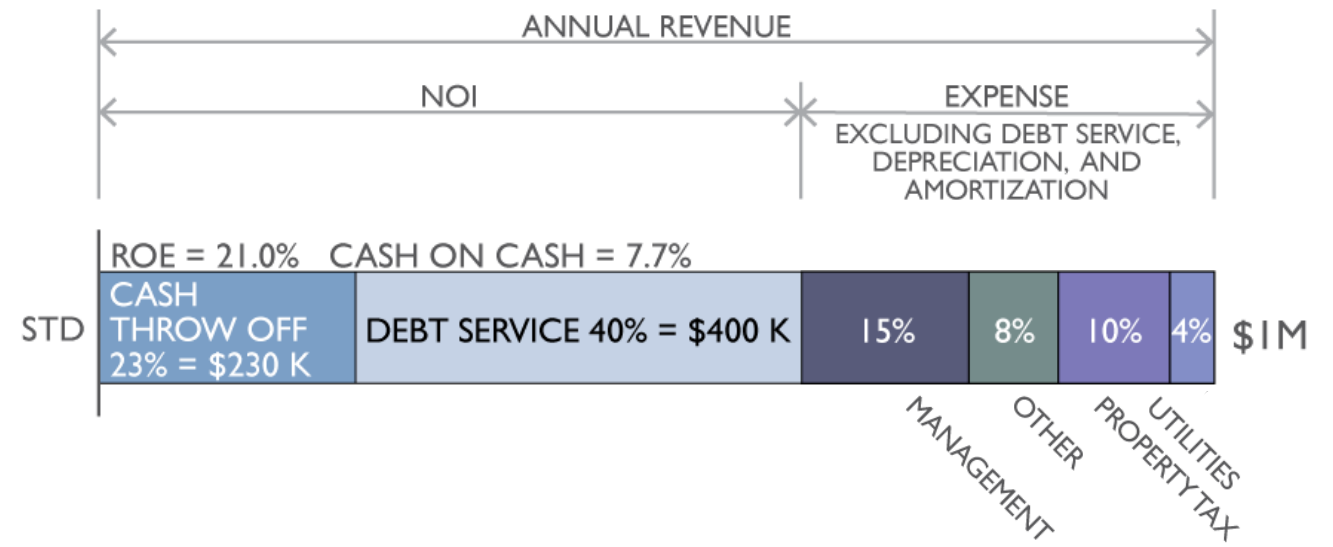 ANNUAL REVENUE
NOI
EXPENSE
EXCLUDING DEBT SERVICE,
DEPRECIATION, AND
AMORTIZATION
ROE = 21.0% CASH ON CASH = 7.7%
STD
CASH
THROW OFF
23% = $230 K
DEBT SERVICE 40% = $400 K
15%
8%
10%
4%
$1M
MANAGEMENT
OTHER
PROPERTY TAX
UTILITIES